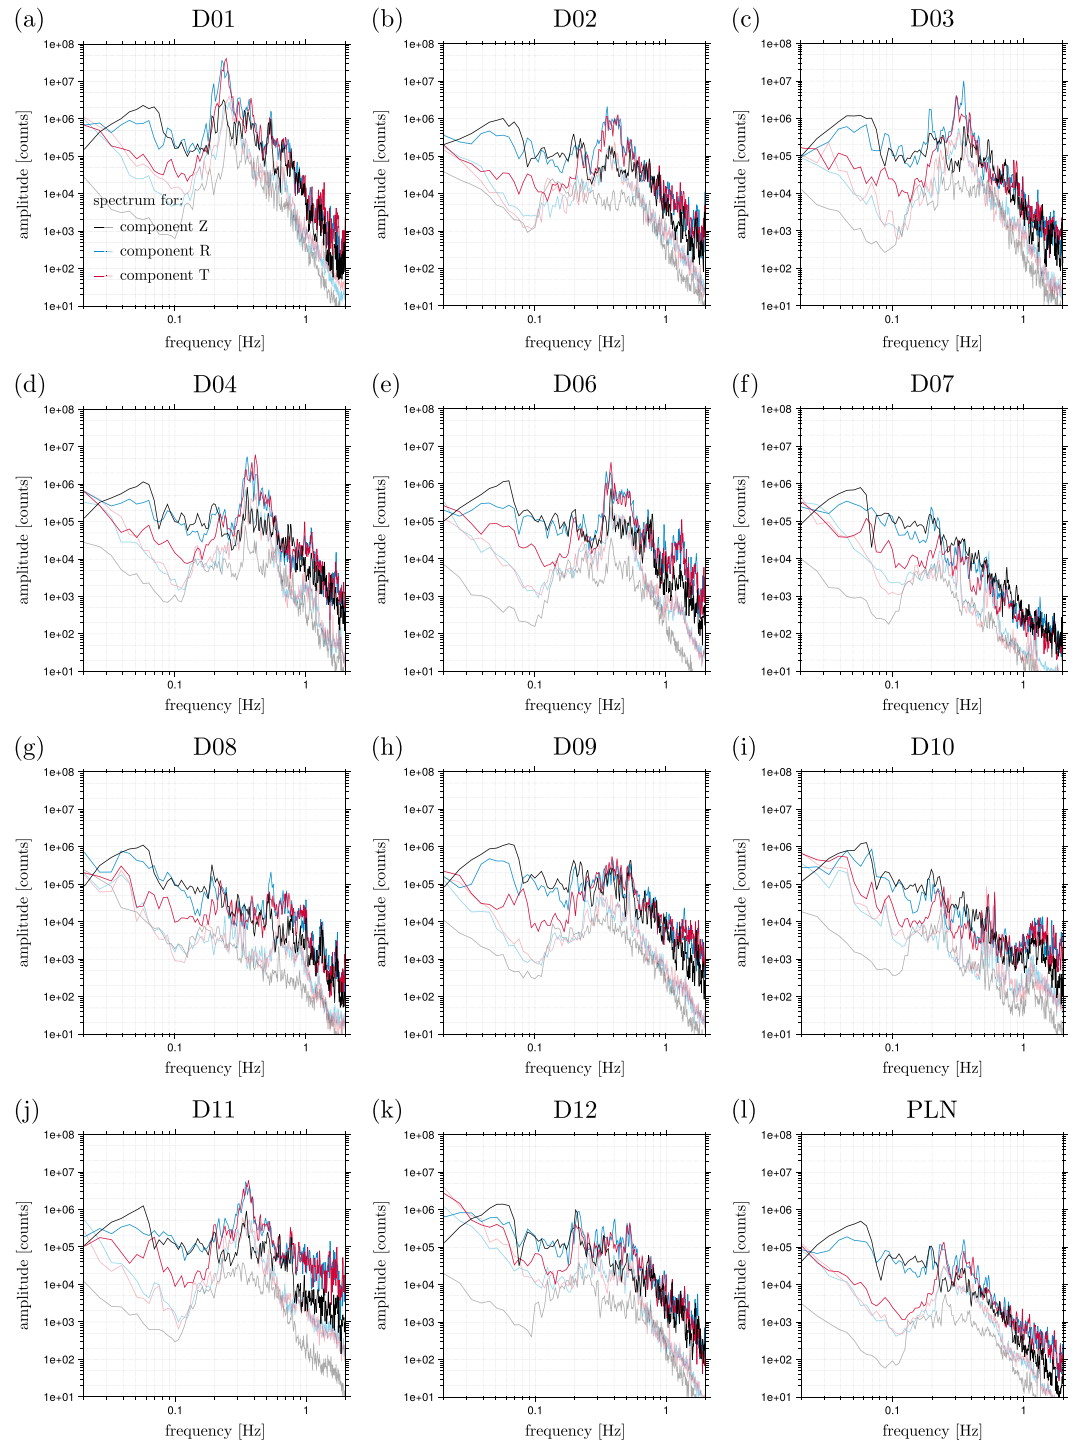 (a) D01
1e+08
1e+07
1e+06
1e+05
1e+04
1e+03
1e+02
1e+01
amplitude [counts]
spectrum for:
component Z
component R
component T
0.1 1
frequency [Hz]
(b) D02
1e+08
1e+07
1e+06
1e+05
1e+04
1e+03
1e+02
1e+01
amplitude [counts]
0.1 1
frequency [Hz]
(c) D03
1e+08
1e+07
1e+06
1e+05
1e+04
1e+03
1e+02
1e+01
amplitude [counts]
0.1 1
frequency [Hz]
(d) D04
1e+08
1e+07
1e+06
1e+05
1e+04
1e+03
1e+02
1e+01
amplitude [counts]
0.1 1
frequency [Hz]
(e) D06
1e+08
1e+07
1e+06
1e+05
1e+04
1e+03
1e+02
1e+01
amplitude [counts]
0.1 1
frequency [Hz]
(f) D07
1e+08
1e+07
1e+06
1e+05
1e+04
1e+03
1e+02
1e+01
amplitude [counts]
0.1 1
frequency [Hz]
(g) D08
1e+08
1e+07
1e+06
1e+05
1e+04
1e+03
1e+02
1e+01
amplitude [counts]
0.1 1
frequency [Hz]
(h) D09
1e+08
1e+07
1e+06
1e+05
1e+04
1e+03
1e+02
1e+01
amplitude [counts]
0.1 1
frequency [Hz]
(i) D10
1e+08
1e+07
1e+06
1e+05
1e+04
1e+03
1e+02
1e+01
amplitude [counts]
0.1 1
frequency [Hz]
(j) D11
1e+08
1e+07
1e+06
1e+05
1e+04
1e+03
1e+02
1e+01
amplitude [counts]
0.1 1
frequency [Hz]
(k) D12
1e+08
1e+07
1e+06
1e+05
1e+04
1e+03
1e+02
1e+01
amplitude [counts]
0.1 1
frequency [Hz]
(l) PLN
1e+08
1e+07
1e+06
1e+05
1e+04
1e+03
1e+02
1e+01
amplitude [counts]
0.1 1
frequency [Hz]